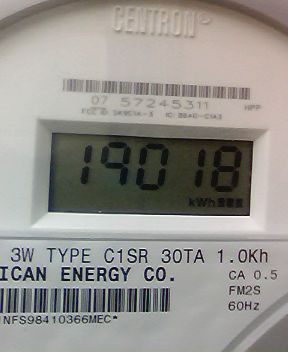 CENTRON®
07 57245311
19018
kWh
3W TYPE C1SR 30TA 1.0Kh
ICAN ENERGY CO.
CA 0.5
FM2S
60Hz
NFS98410366MEC*